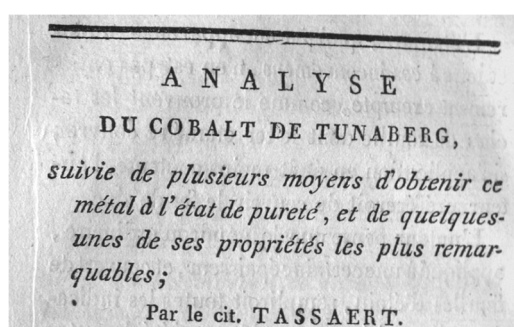 ANALYSE
DU COBALT DE TUNABERG,
suivie de plusieurs moyens d'obtenir ce
métal à l'état de pureté, et de quelques-
unes de ses propriétés les plus remar-
quables;
Par le cit. TASSAERT.